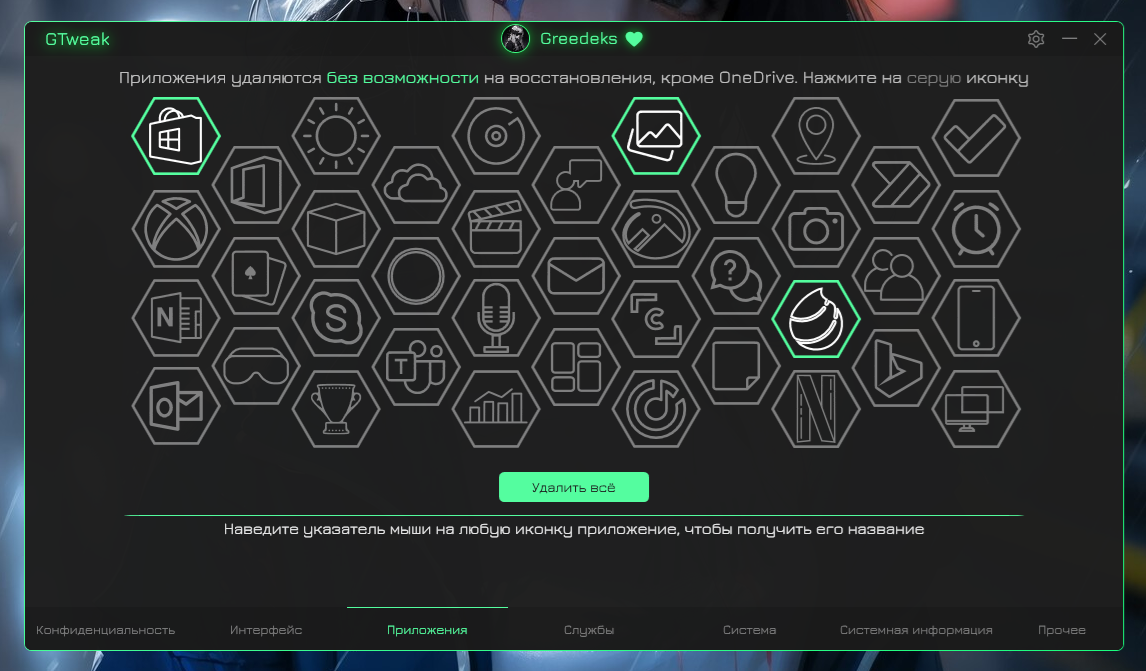 GTweak
Greedeks
Приложения удаляются без возможности на восстановления, кроме OneDrive. Нажмите на серую иконку
N
S
T
O
Удалить всё
Наведите указатель мыши на любую иконку приложение, чтобы получить его название
Конфиденциальность Интерфейс Приложения Службы Система Системная информация Прочее